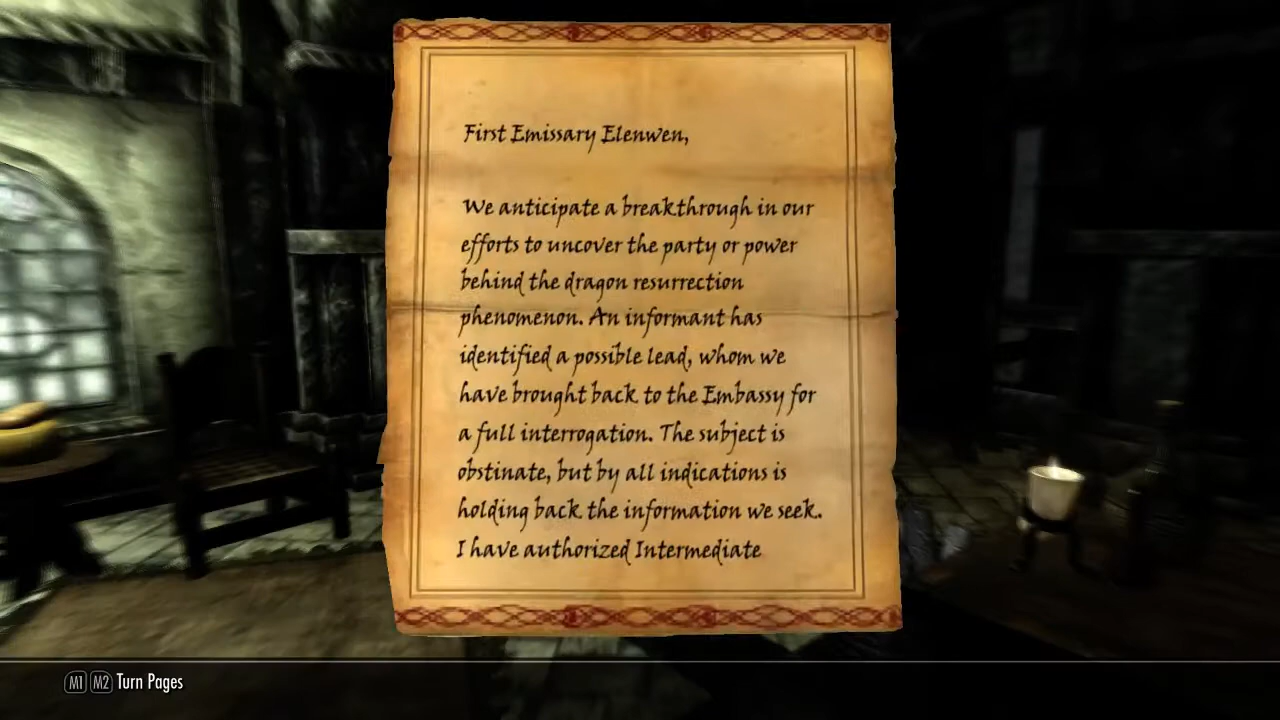 First Emissary Elenwen,
We anticipate a breakthrough in our
efforts to uncover the party or power
behind the dragon resurrection
phenomenon. An informant has
identified a possible lead, whom we
have brought back to the Embassy for
a full interrogation. The subject is
obstinate, but by all indications is
holding back the information we seek.
I have authorized Intermediate
M1 M2 Turn Pages